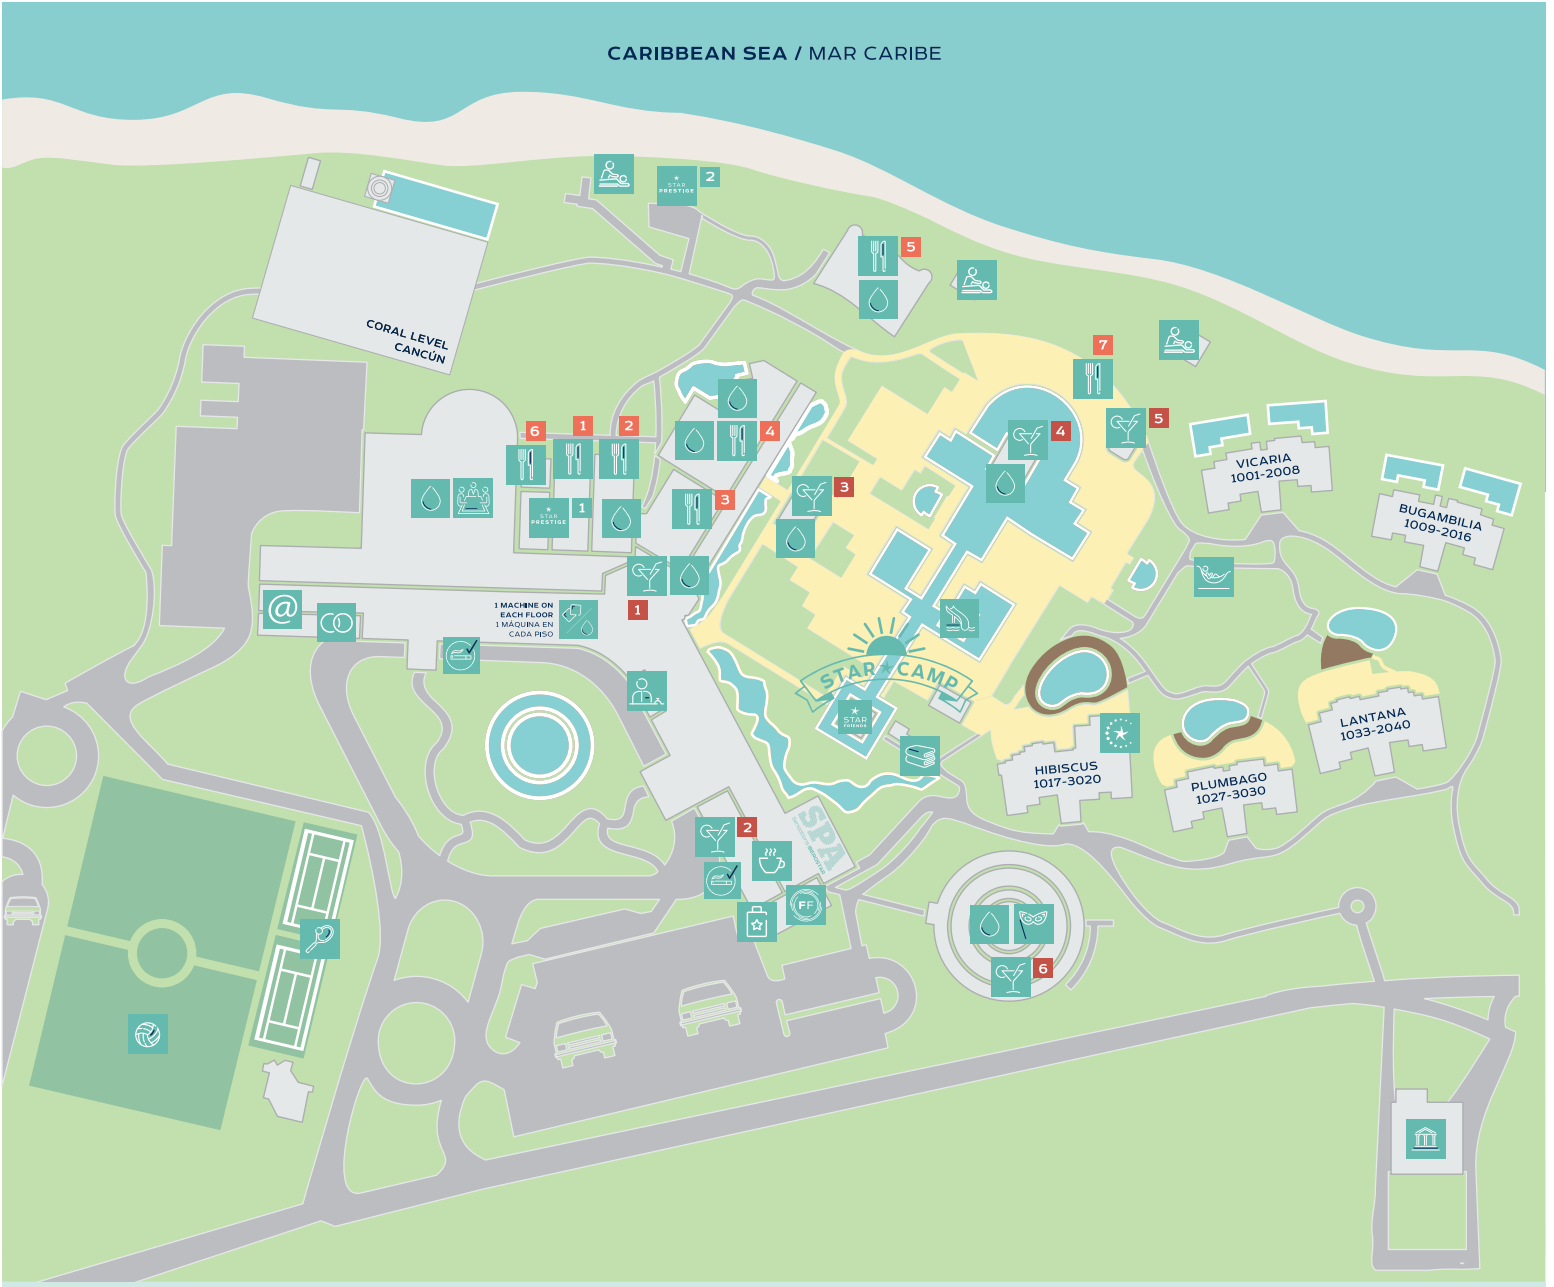 CARIBBEAN SEA / MAR CARIBE
STAR
PRESTIGE
2
5
CORAL LEVEL
CANCÚN
7
5
4
6
1
2
4
VICARIA
1001-2008
BUGAMBILIA
1009-2016
3
3
STAR
PRESTIGE
1
@
1 MACHINE ON
EACH FLOOR
1 MÁQUINA EN
CADA PISO
1
STAR CAMP
STAR
FRIENDS
LANTANA
1033-2040
HIBISCUS
1017-3020
PLUMBAGO
1027-3030
2
SPA
FF
6